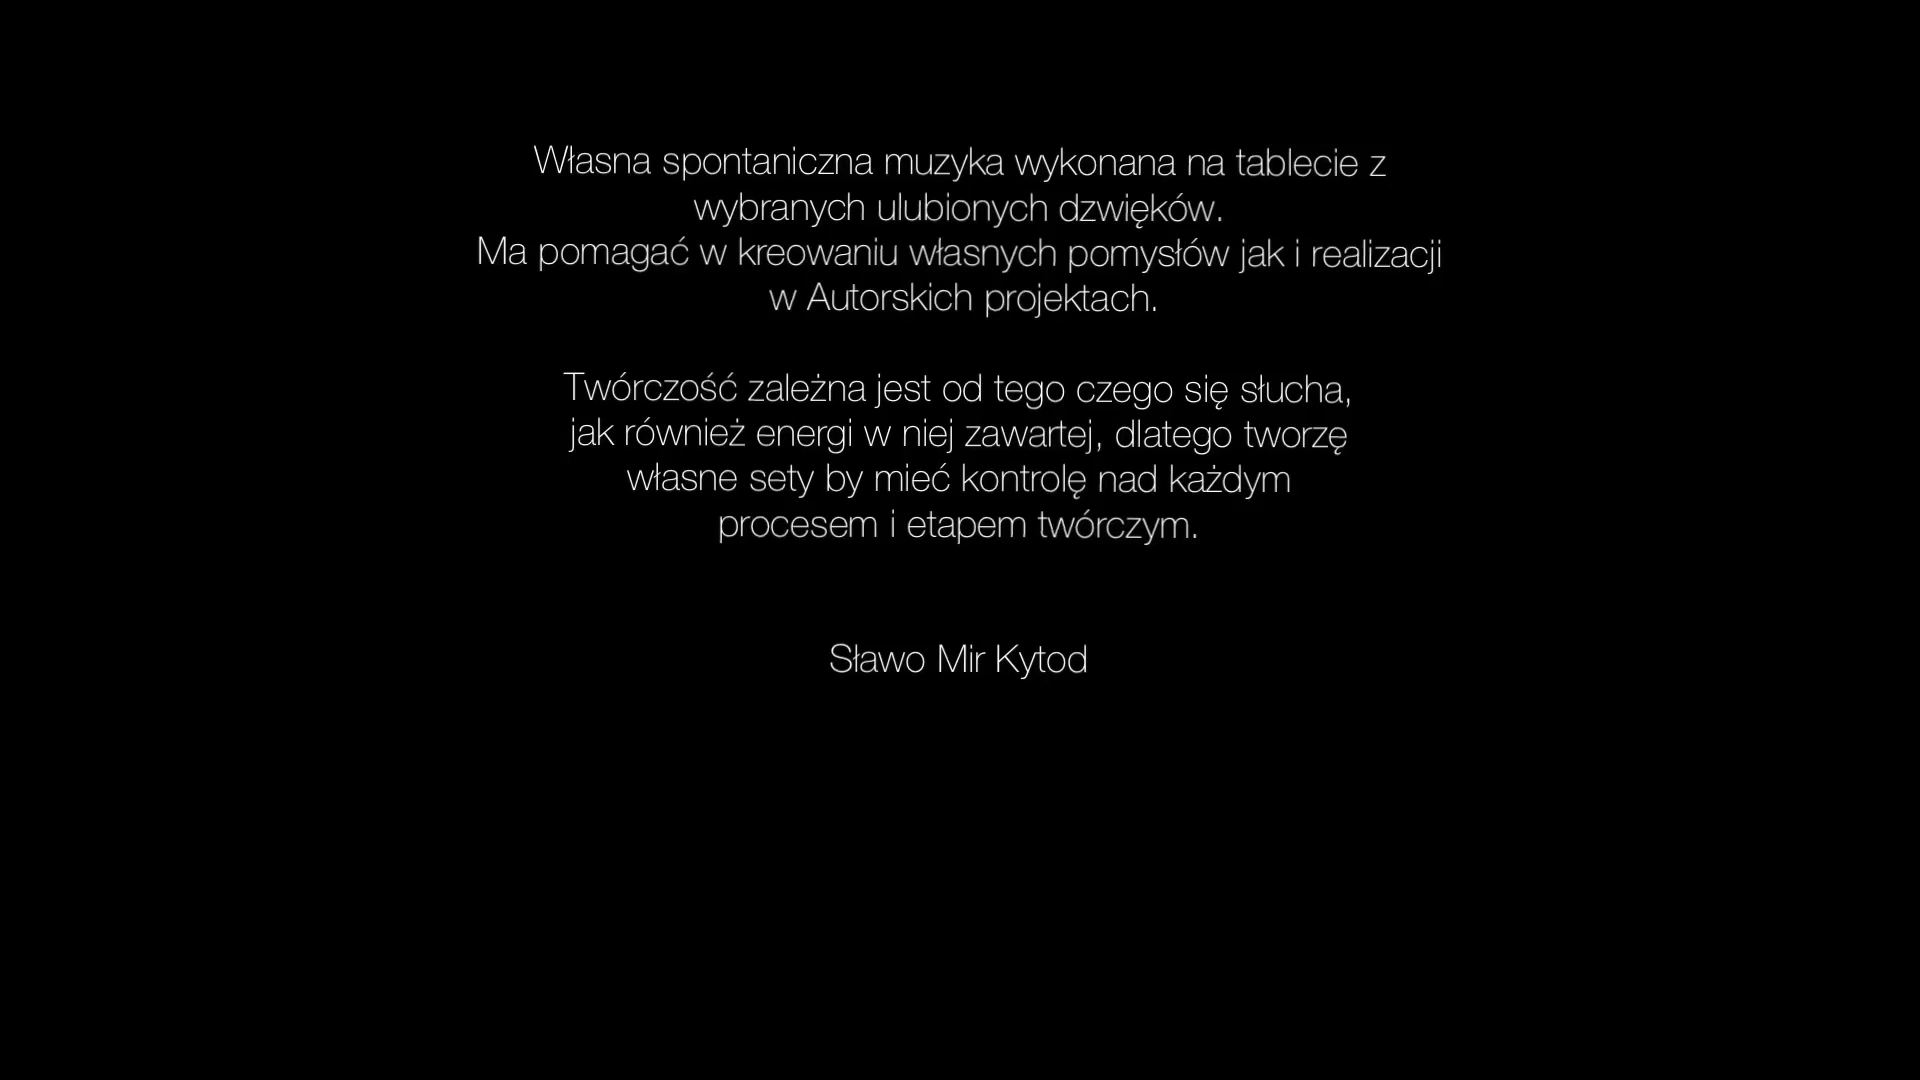 Własna spontaniczna muzyka wykonana na tablecie z
wybranych ulubionych dzwięków.
Ma pomagać w kreowaniu własnych pomysłów jak i realizacji
w Autorskich projektach.
Twórczość zależna jest od tego czego się słucha,
jak również energi w niej zawartej, dlatego tworzę
własne sety by mieć kontrolę nad każdym
procesem i etapem twórczym.
Sławo Mir Kytod